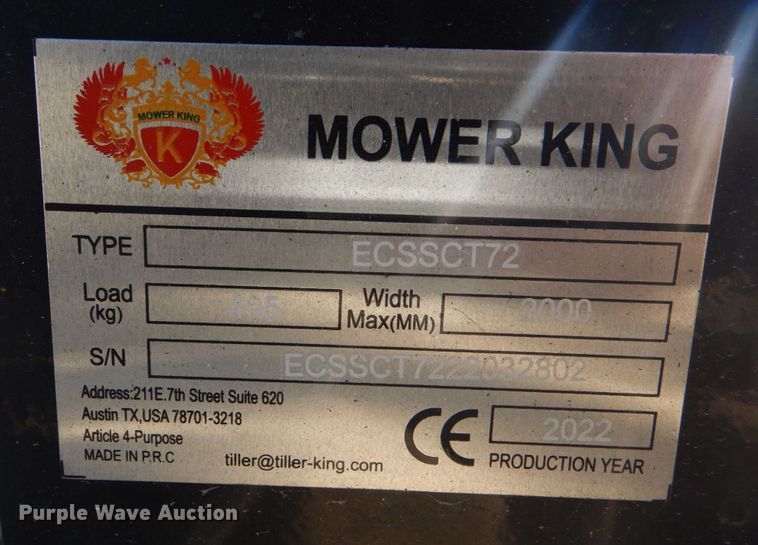 MOWER KING
K
MOWER KING
TYPE ECSSCT72
Load (kg) 435 Width Max(MM) 2000
S/N ECSSCT7222032802
Address:211E.7th Street Suite 620
Austin TX,USA 78701-3218
Article 4-Purpose
MADE IN P.R.C
tiller@tiller-king.com
CE
2022
PRODUCTION YEAR
Purple Wave Auction